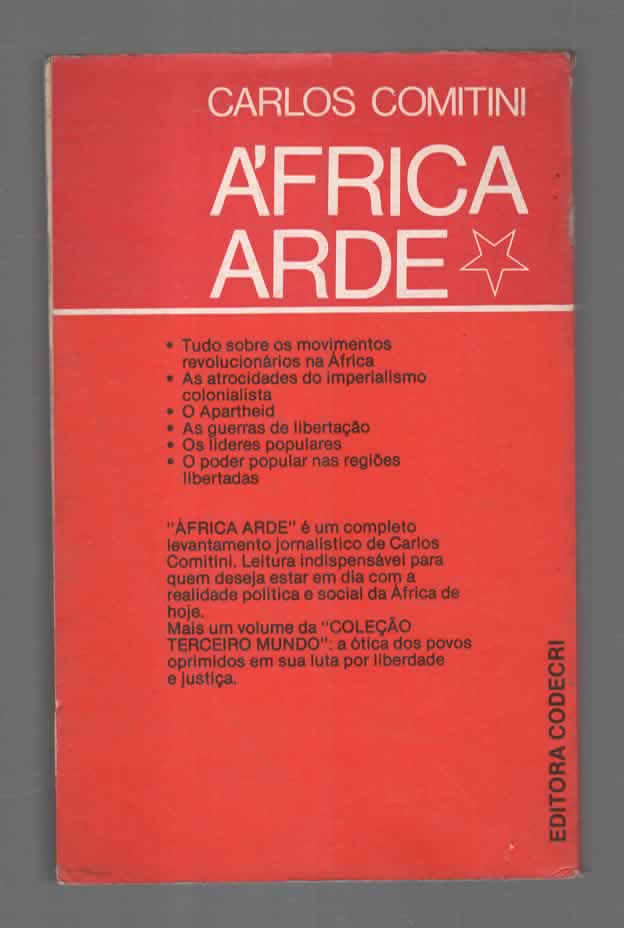 CARLOS COMITINI
ÁFRICA
ARDE
• Tudo sobre os movimentos
revolucionários na África
• As atrocidades do imperialismo
colonialista
• O Apartheid
• As guerras de libertação
• Os líderes populares
• O poder popular nas regiões
libertadas
"ÁFRICA ARDE" é um completo
levantamento jornalístico de Carlos
Comitini. Leitura indispensável para
quem deseja estar em dia com a
realidade política e social da África de
hoje.
Mais um volume da "COLEÇÃO
TERCEIRO MUNDO": a ótica dos povos
oprimidos em sua luta por liberdade
e justiça.
EDITORA CODECRI